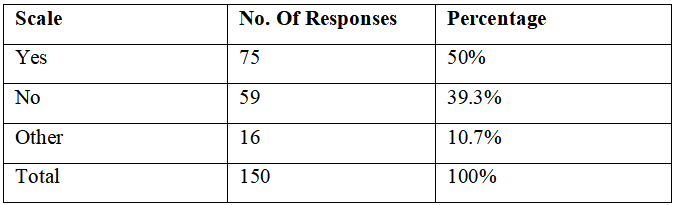 Scale No. Of Responses Percentage
Yes 75 50%
No 59 39.3%
Other 16 10.7%
Total 150 100%